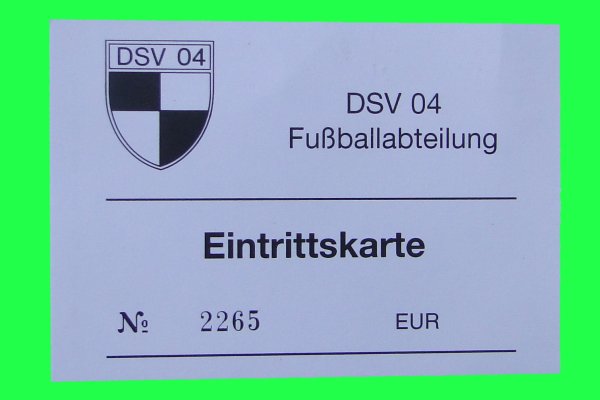 DSV 04
DSV 04
Fußballabteilung
Eintrittskarte
№ 2265 EUR